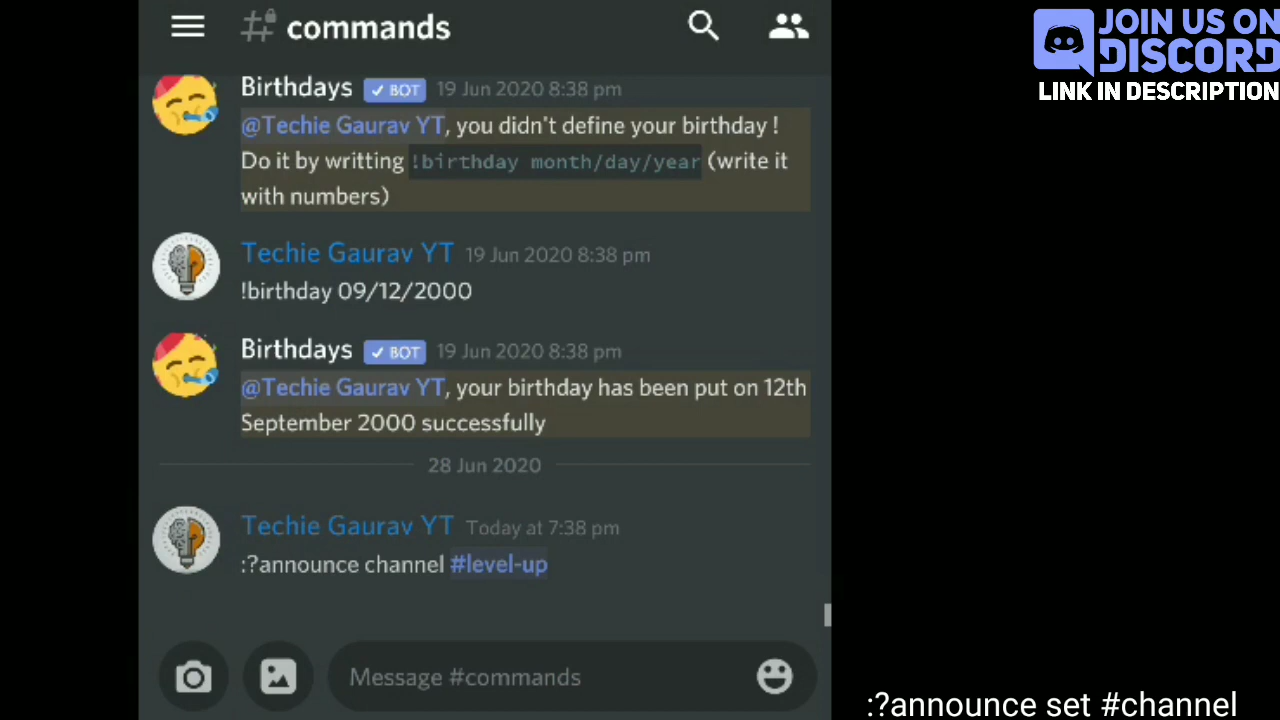 commands
JOIN US ON
DISCORD
LINK IN DESCRIPTION
Birthdays ✓ BOT 19 Jun 2020 8:38 pm
@Techie Gaurav YT, you didn't define your birthday !
Do it by writting !birthday month/day/year (write it
with numbers)
Techie Gaurav YT 19 Jun 2020 8:38 pm
!birthday 09/12/2000
Birthdays ✓ BOT 19 Jun 2020 8:38 pm
@Techie Gaurav YT, your birthday has been put on 12th
September 2000 successfully
28 Jun 2020
Techie Gaurav YT Today at 7:38 pm
:?announce channel #level-up
Message #commands
:?announce set #channel